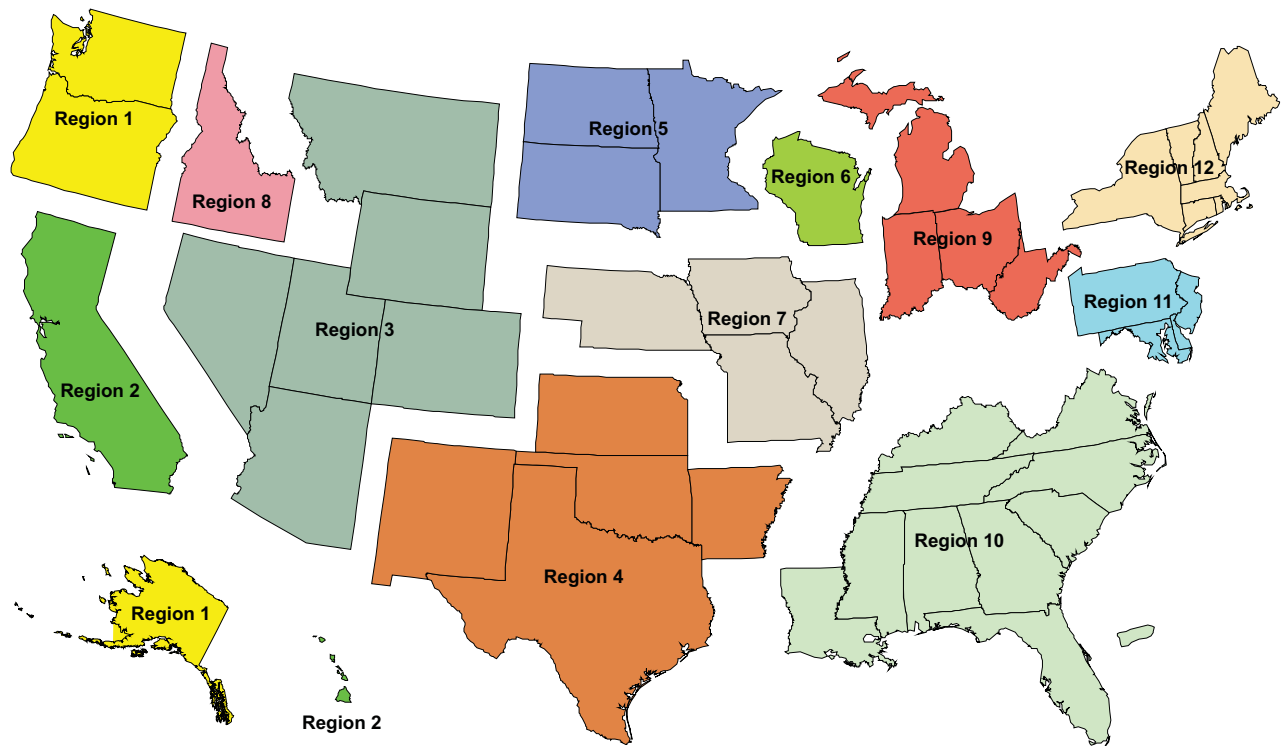 Region 1
Region 8
Region 5
Region 6
Region 12
Region 9
Region 11
Region 3
Region 7
Region 2
Region 10
Region 4
Region 1
Region 2